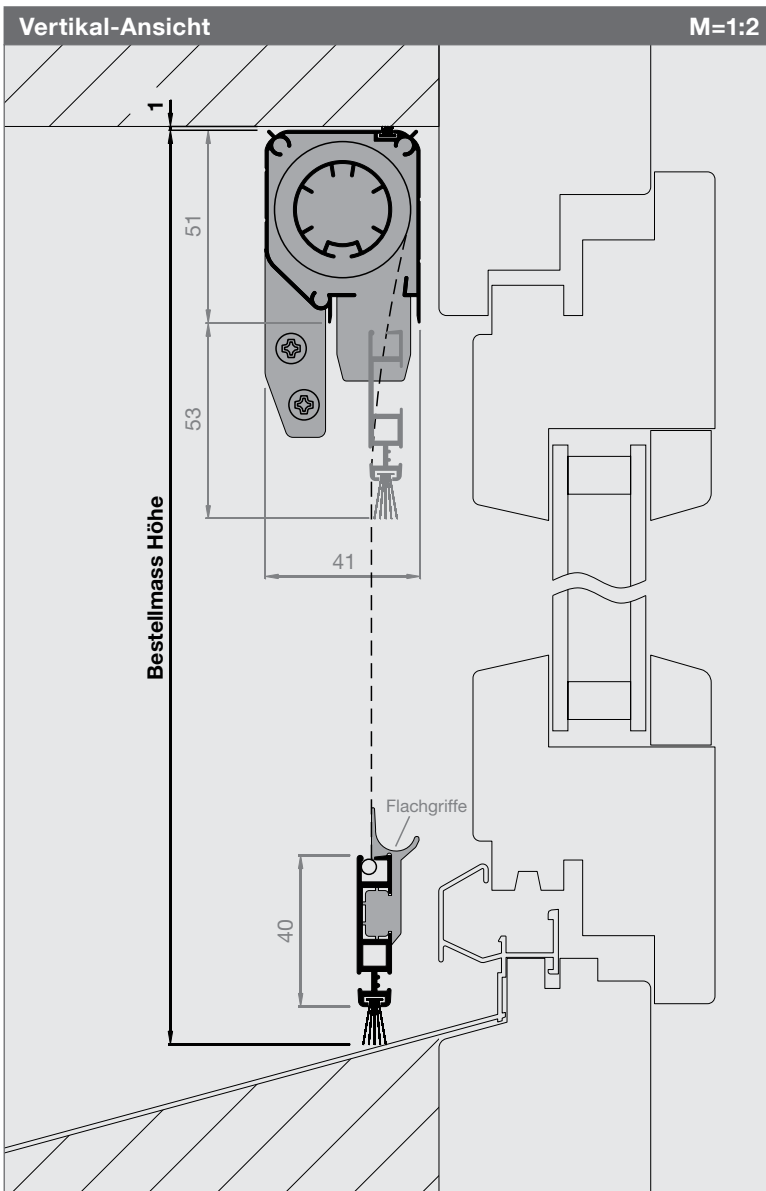 Vertikal-Ansicht
M=1:2
1
51
53
41
Bestellmass Höhe
Flachgriffe
40